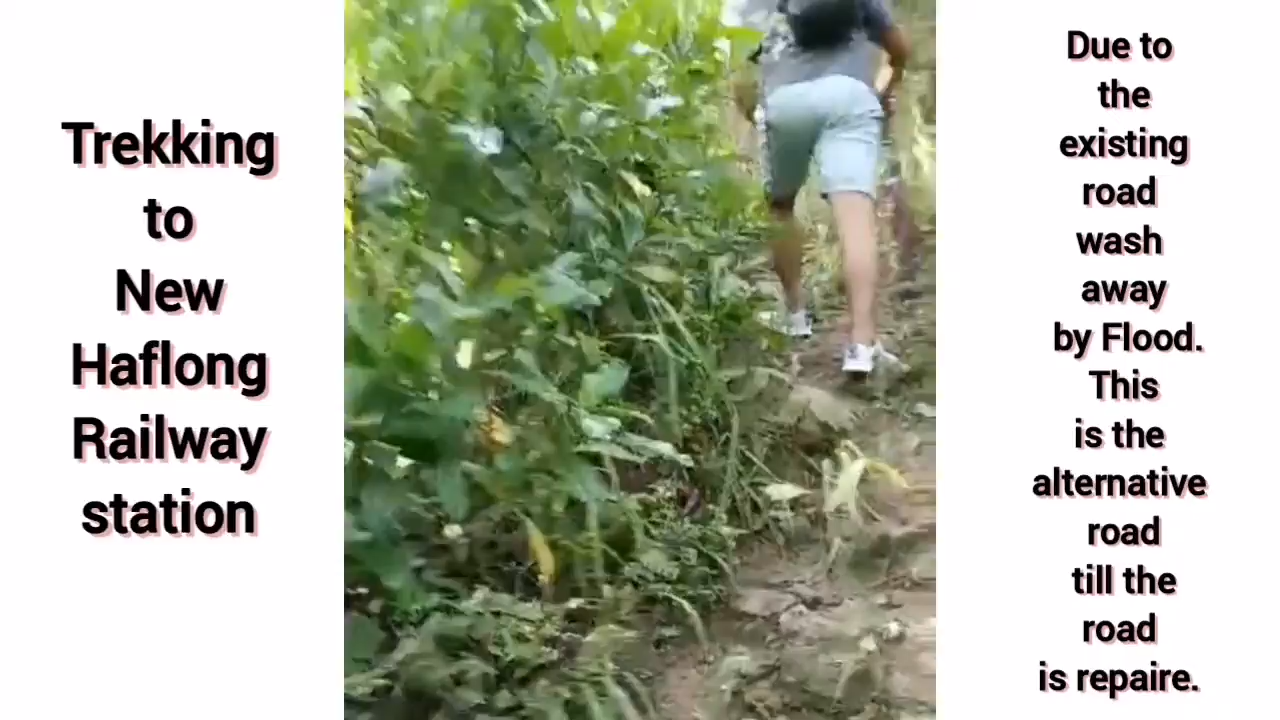 Trekking
to
New
Haflong
Railway
station
Due to
the
existing
road
wash
away
by Flood.
This
is the
alternative
road
till the
road
is repaire.